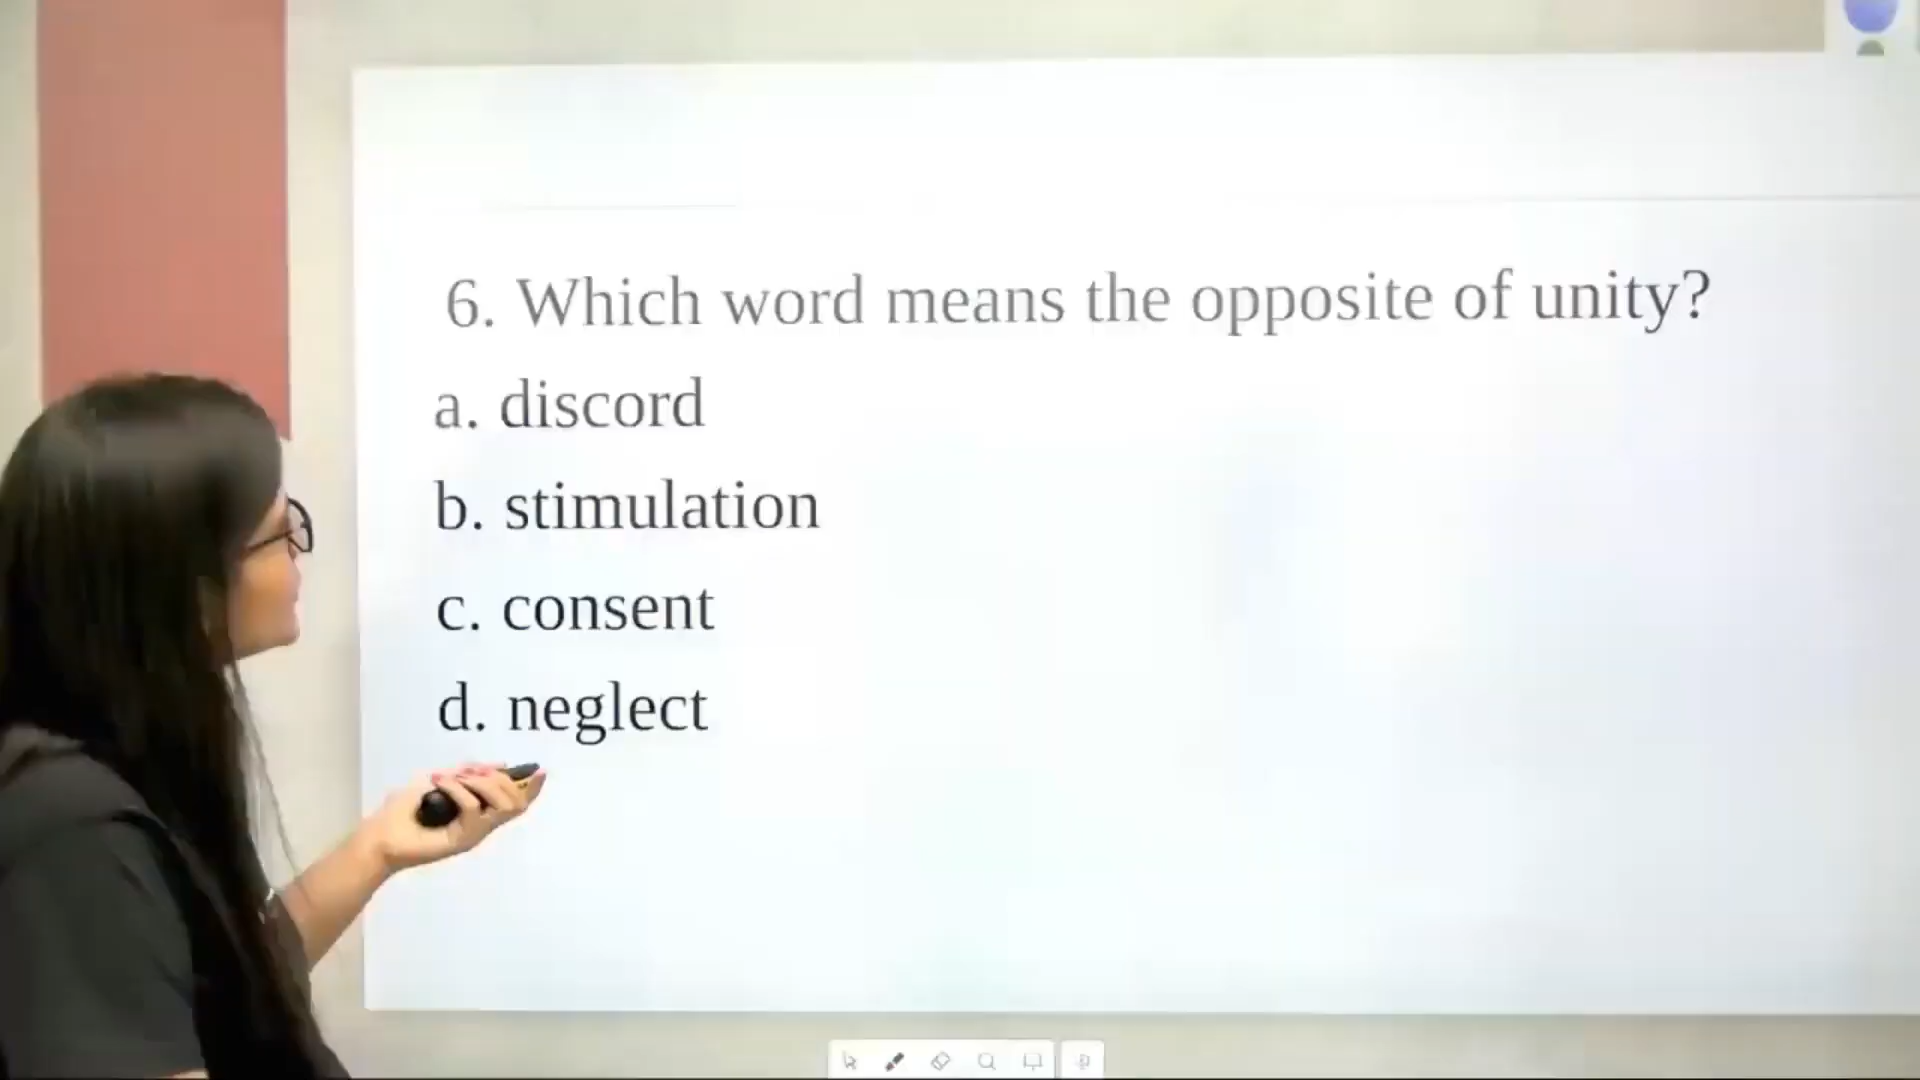 6. Which word means the opposite of unity?
a. discord
b. stimulation
c. consent
d. neglect